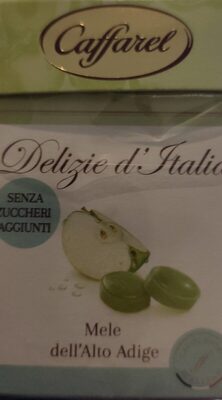 Caffarel
Delizie d'Italia
SENZA
ZUCCHERI
AGGIUNTI
Mele
dell'Alto Adige